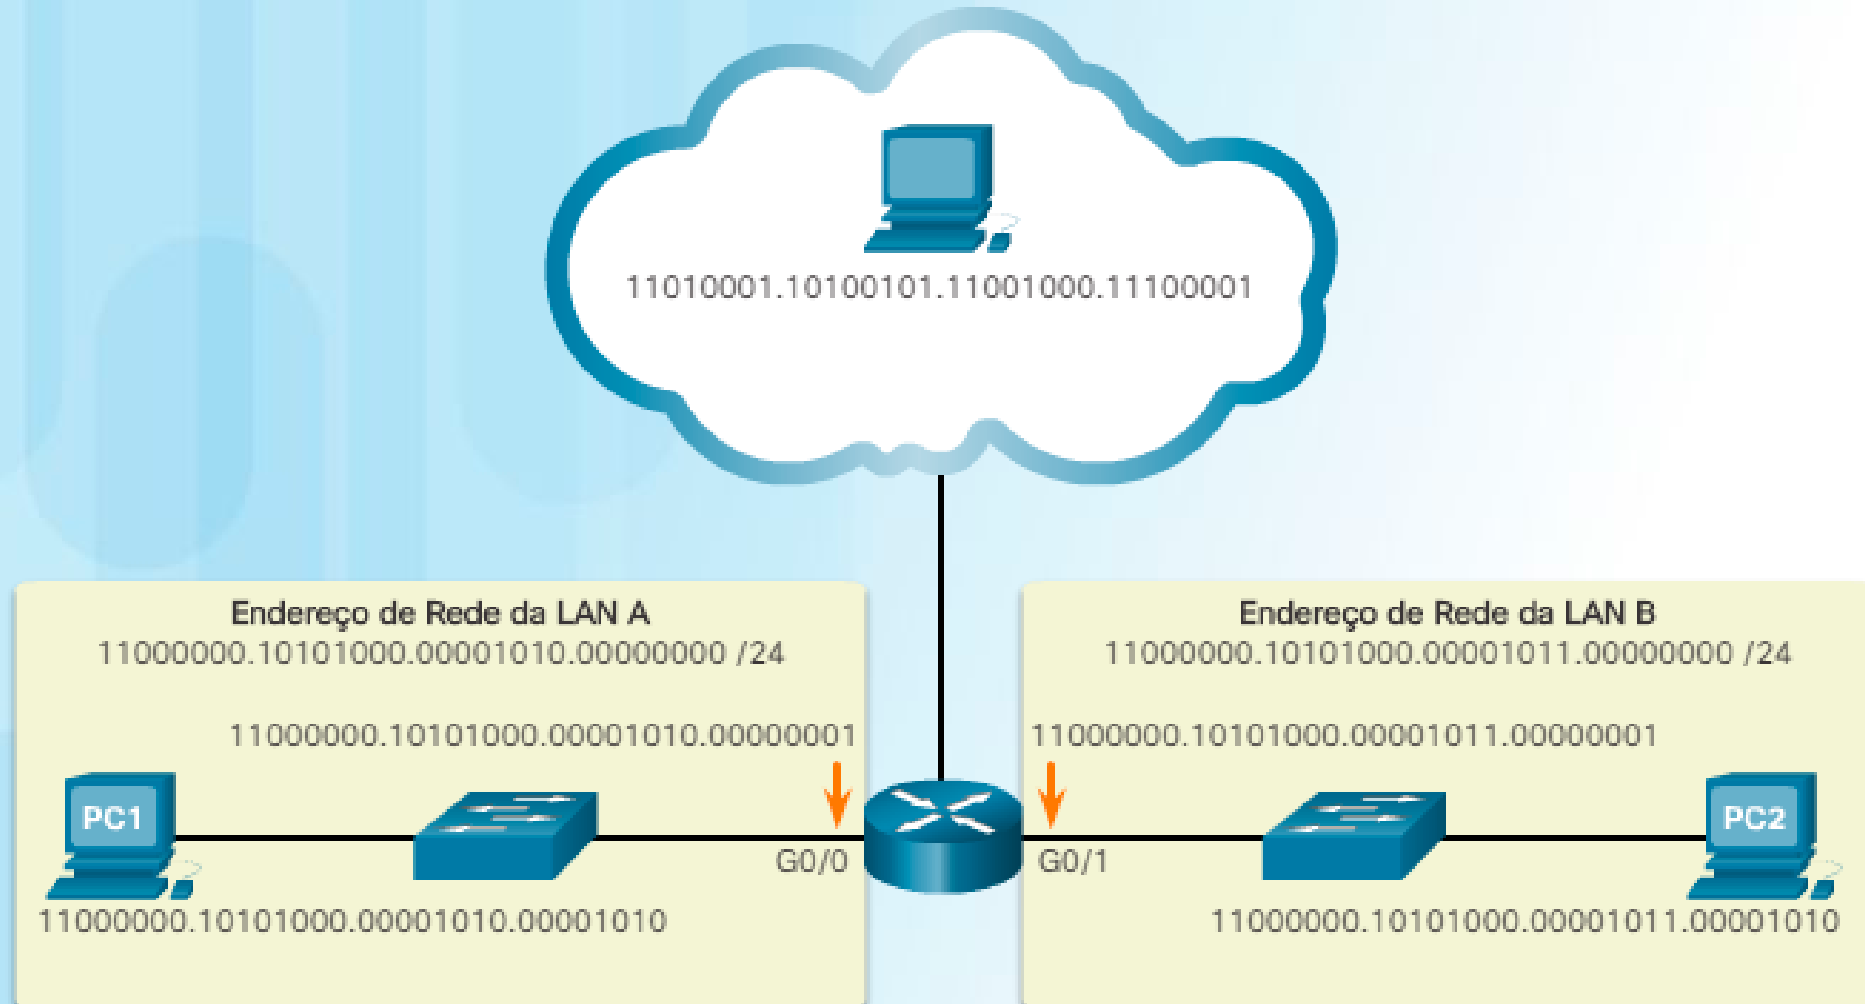 11010001.10100101.11001000.11100001
Endereço de Rede da LAN A
11000000.10101000.00001010.00000000 /24
11000000.10101000.00001010.00000001
PC1
G0/0
11000000.10101000.00001010.00001010
Endereço de Rede da LAN B
11000000.10101000.00001011.00000000 /24
11000000.10101000.00001011.00000001
G0/1
PC2
11000000.10101000.00001011.00001010